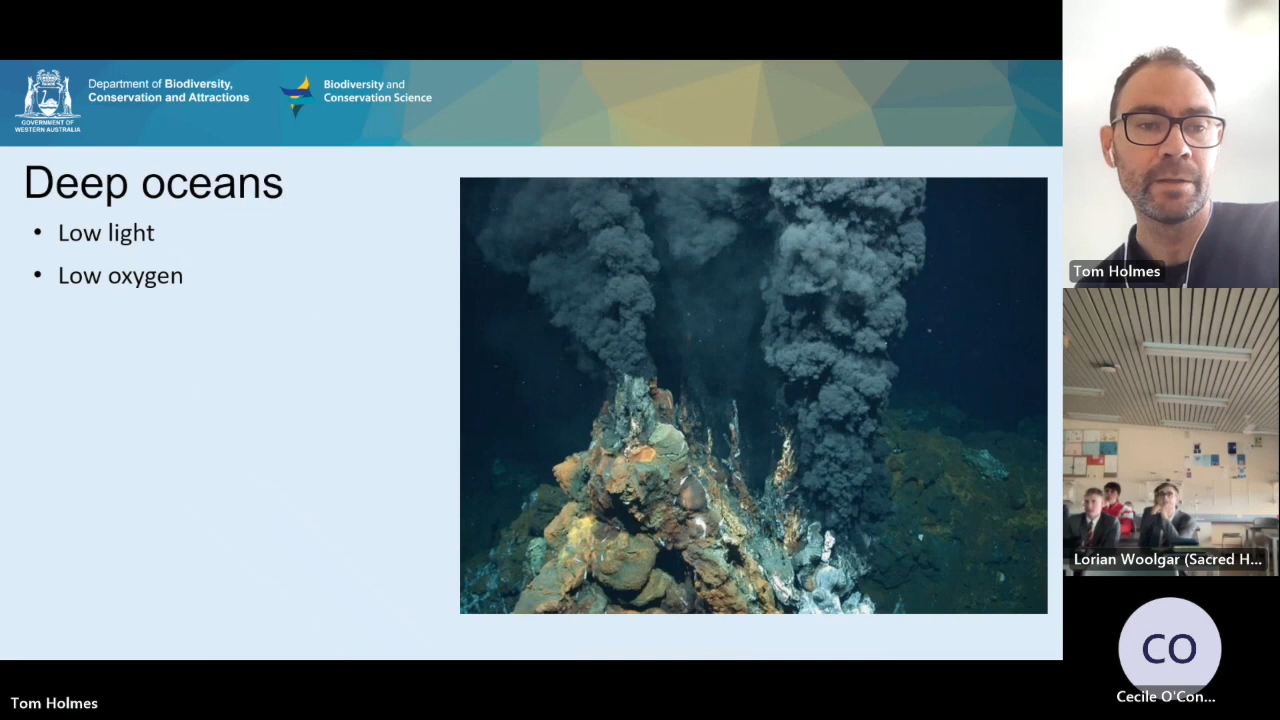 Department of Biodiversity,
Conservation and Attractions
GOVERNMENT OF
WESTERN AUSTRALIA
Biodiversity and
Conservation Science
Deep oceans
• Low light
• Low oxygen
Tom Holmes
Lorian Woolgar (Sacred H...
CO
Cecile O'Con...
Tom Holmes